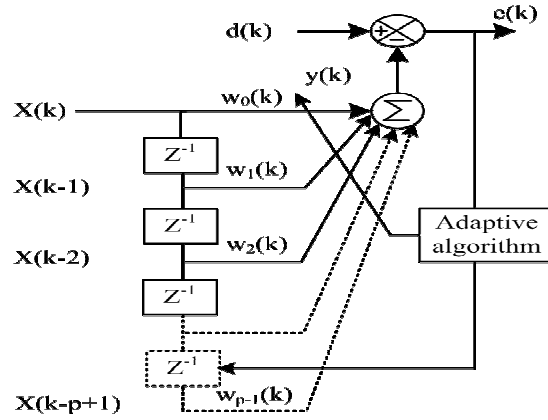 e(k)
d(k)
+
−
y(k)
X(k)
w₀(k)
Σ
Z⁻¹
X(k-1)
w₁(k)
Z⁻¹
Adaptive
algorithm
X(k-2)
w₂(k)
Z⁻¹
Z⁻¹
X(k-p+1)
wₚ₋₁(k)